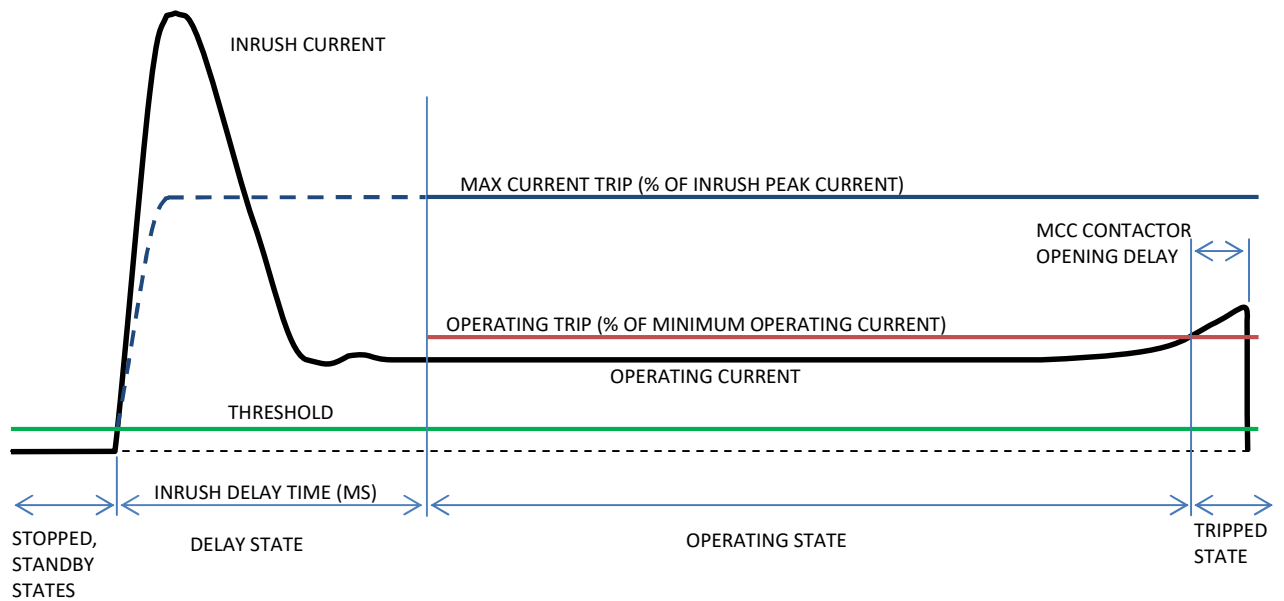 INRUSH CURRENT
MAX CURRENT TRIP (% OF INRUSH PEAK CURRENT)
MCC CONTACTOR
OPENING DELAY
OPERATING TRIP (% OF MINIMUM OPERATING CURRENT)
OPERATING CURRENT
THRESHOLD
INRUSH DELAY TIME (MS)
STOPPED,
STANDBY
STATES
DELAY STATE
OPERATING STATE
TRIPPED
STATE